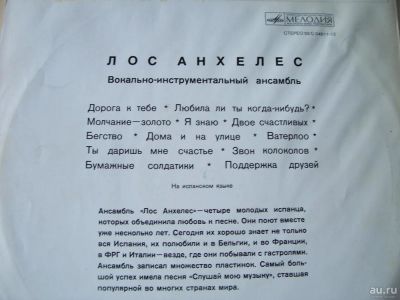 МЕЛОДИЯ
СТЕРЕО
ЛОС АНХЕЛЕС
Вокально-инструментальный ансамбль
Дорога к тебе * Любила ли ты когда-нибудь? *
Молчание—золото * Я знаю * Двое счастливых *
Бегство * Дома и на улице * Ватерлоо *
Ты даришь мне счастье * Звон колоколов *
Бумажные солдатики * Поддержка друзей
На испанском языке
Ансамбль «Лос Анхелес»—четыре молодых испанца,
которых объединила любовь к песне. Они поют вместе
уже несколько лет. Сегодня их хорошо знает не только
вся Испания, их полюбили и в Бельгии, и во Франции,
в ФРГ и Италии—везде, где они побывали с гастролями.
Ансамбль записал множество пластинок. Самый боль-
шой успех имела песня «Слушай мою музыку», ставшая
популярной во многих странах мира.
au.ru